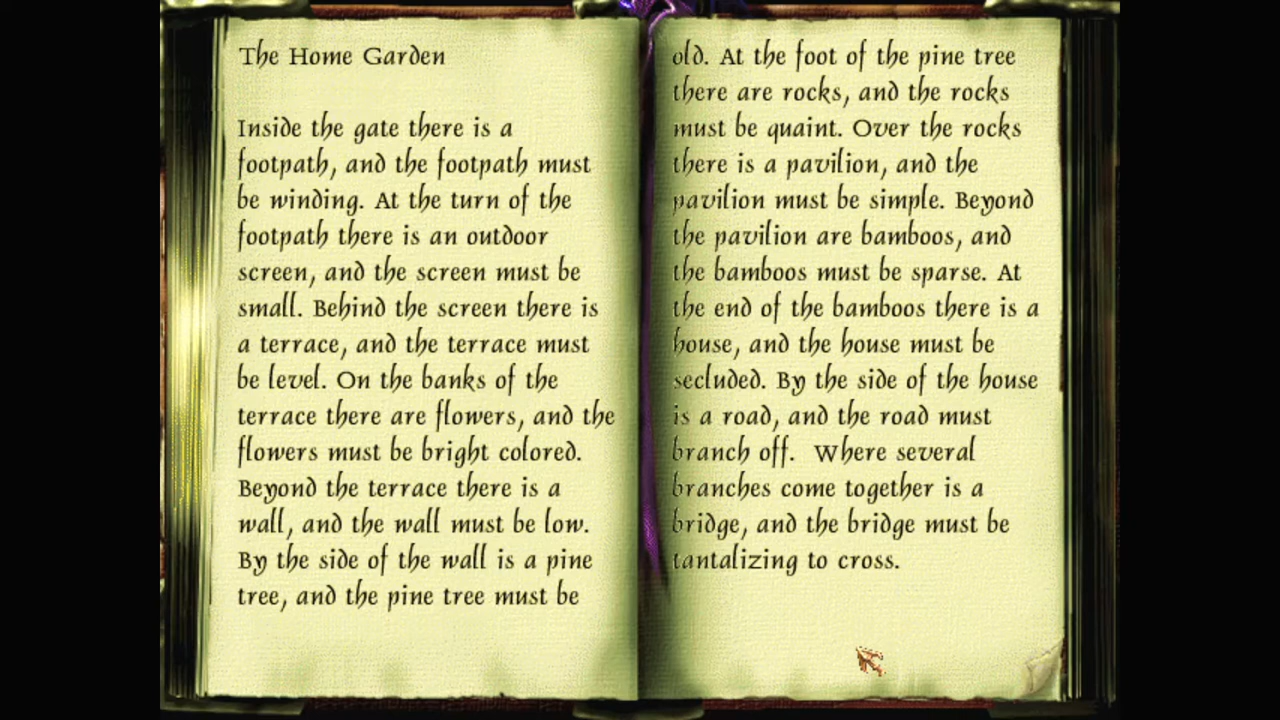 The Home Garden
Inside the gate there is a
footpath, and the footpath must
be winding. At the turn of the
footpath there is an outdoor
screen, and the screen must be
small. Behind the screen there is
a terrace, and the terrace must
be level. On the banks of the
terrace there are flowers, and the
flowers must be bright colored.
Beyond the terrace there is a
wall, and the wall must be low.
By the side of the wall is a pine
tree, and the pine tree must be
old. At the foot of the pine tree
there are rocks, and the rocks
must be quaint. Over the rocks
there is a pavilion, and the
pavilion must be simple. Beyond
the pavilion are bamboos, and
the bamboos must be sparse. At
the end of the bamboos there is a
house, and the house must be
secluded. By the side of the house
is a road, and the road must
branch off.  Where several
branches come together is a
bridge, and the bridge must be
tantalizing to cross.